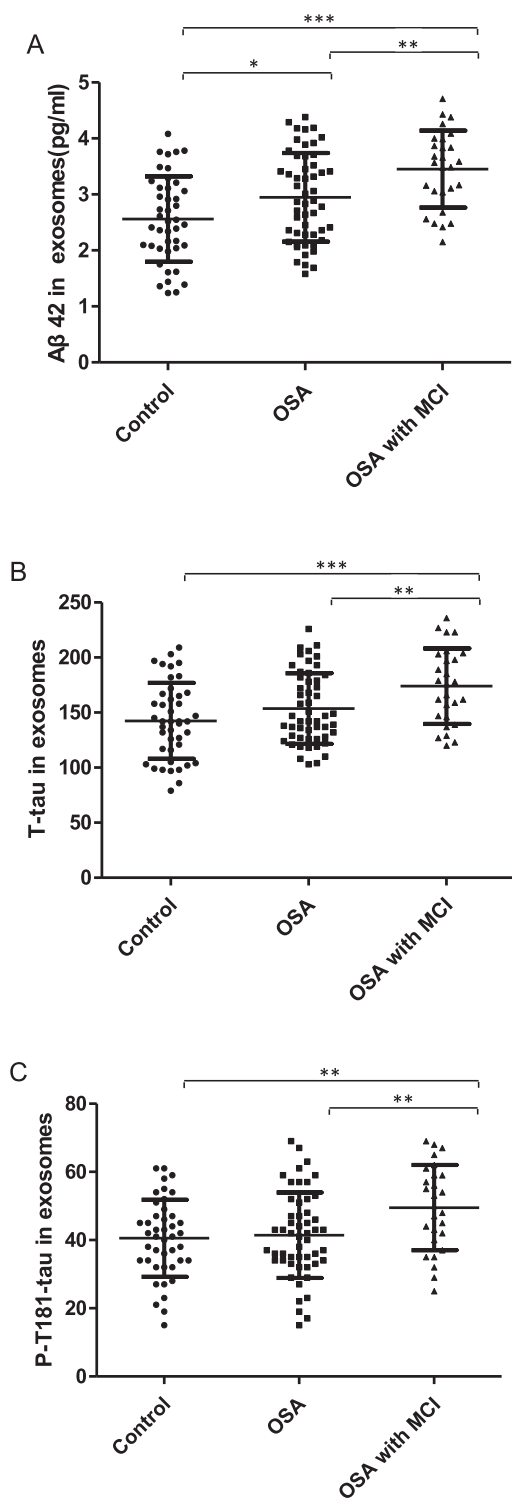 A
***
**
*
Aβ 42 in exosomes(pg/ml)
5
4
3
2
1
0
Control
OSA
OSA with MCI
B
***
**
T-tau in exosomes
250
200
150
100
50
0
Control
OSA
OSA with MCI
C
**
**
P-T181-tau in exosomes
80
60
40
20
0
Control
OSA
OSA with MCI